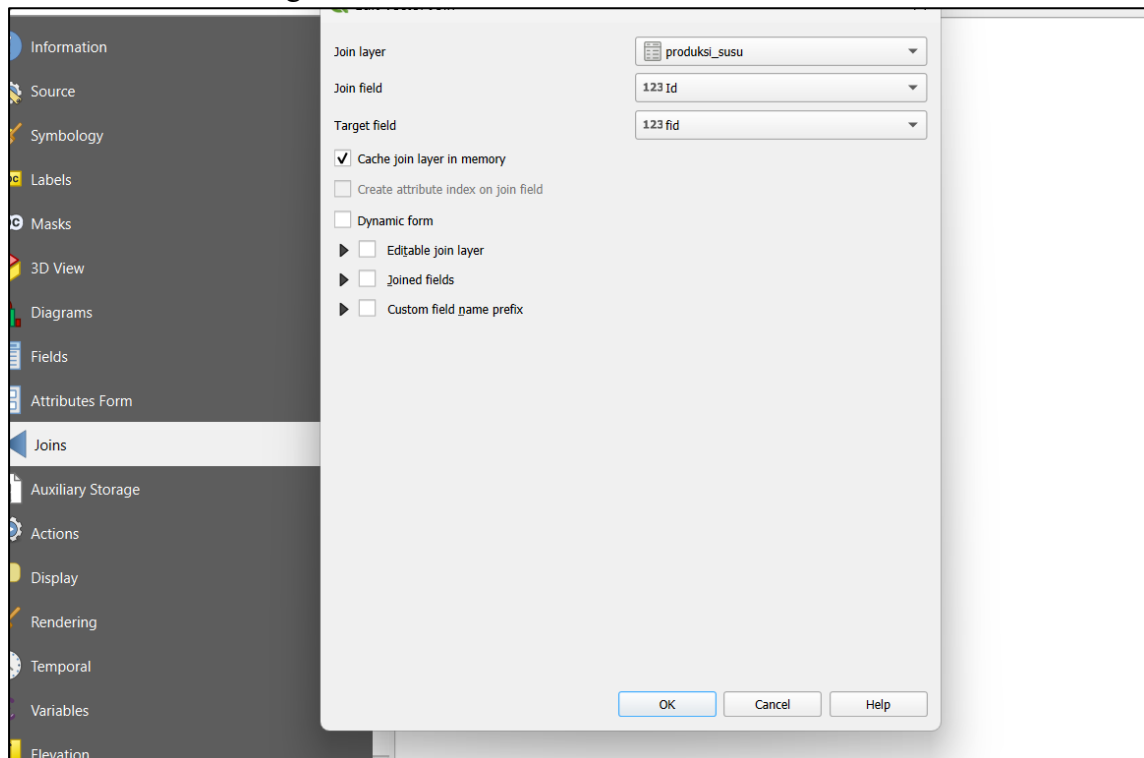 Information
Source
Symbology
Labels
Masks
3D View
Diagrams
Fields
Attributes Form
Joins
Auxiliary Storage
Actions
Display
Rendering
Temporal
Variables
Elevation
Join layer
produksi_susu
Join field
123 Id
Target field
123 fid
Cache join layer in memory
Create attribute index on join field
Dynamic form
Editable join layer
Joined fields
Custom field name prefix
OK
Cancel
Help